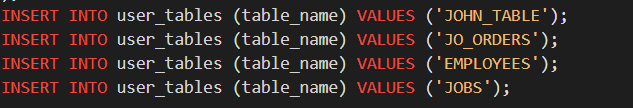 INSERT INTO user_tables (table_name) VALUES ('JOHN_TABLE');
INSERT INTO user_tables (table_name) VALUES ('JO_ORDERS');
INSERT INTO user_tables (table_name) VALUES ('EMPLOYEES');
INSERT INTO user_tables (table_name) VALUES ('JOBS');